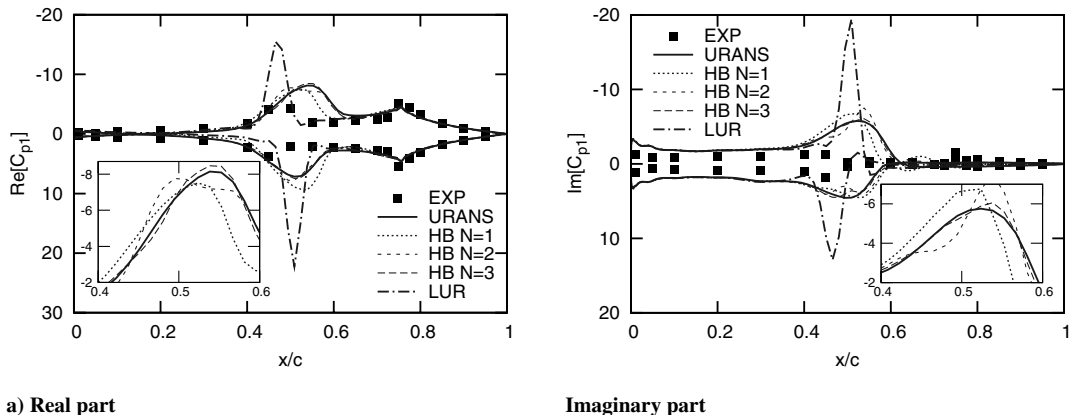 -20
-10
0
10
20
30
0
0.2
0.4
0.6
0.8
1
Re[Cp1]
x/c
EXP
URANS
HB N=1
HB N=2
HB N=3
LUR
-8
-6
-4
-2
0.4
0.5
0.6
a) Real part
-20
-10
0
10
20
0
0.2
0.4
0.6
0.8
1
Im[Cp1]
x/c
EXP
URANS
HB N=1
HB N=2
HB N=3
LUR
-6
-4
-2
0.4
0.5
0.6
Imaginary part